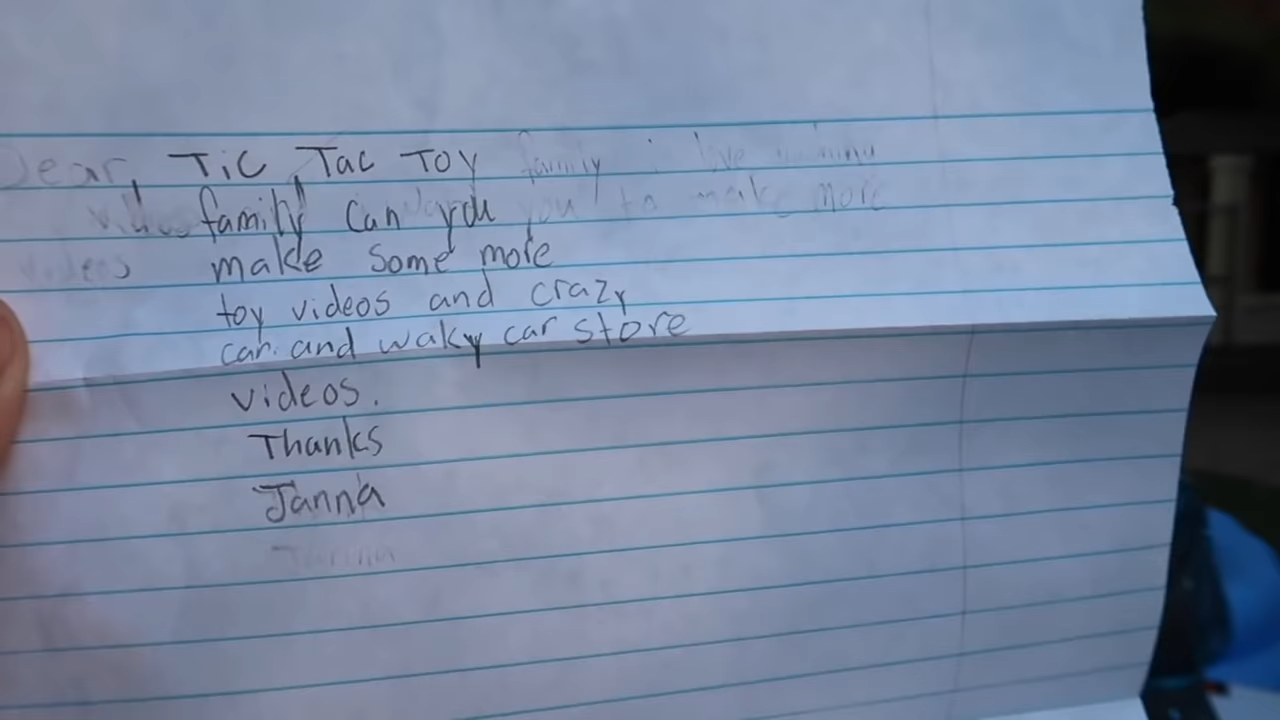 Dear, Tic Tac Toy
family can you
make some more
toy videos and crazy
car and waky car store
videos.
Thanks
Janna